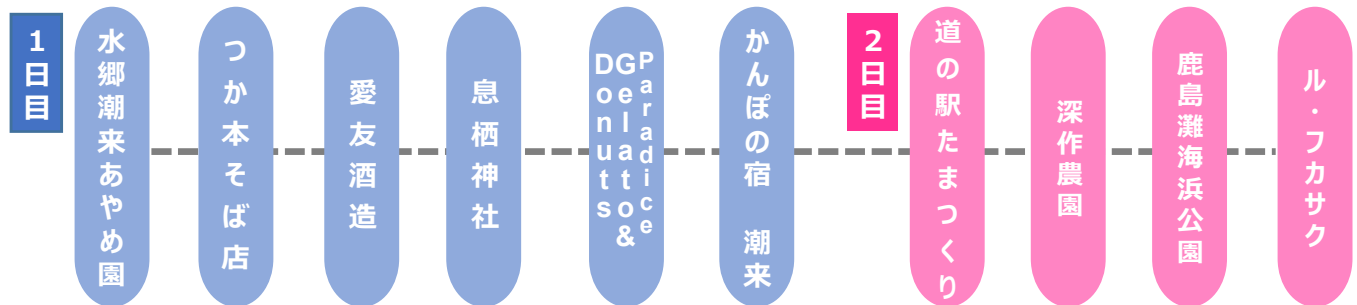 1日目
水郷潮来あやめ園
つか本そば店
愛友酒造
息栖神社
Paradice
Gelato&
Donuts
かんぽの宿　潮来
2日目
道の駅たまつくり
深作農園
鹿島灘海浜公園
ル・フカサク